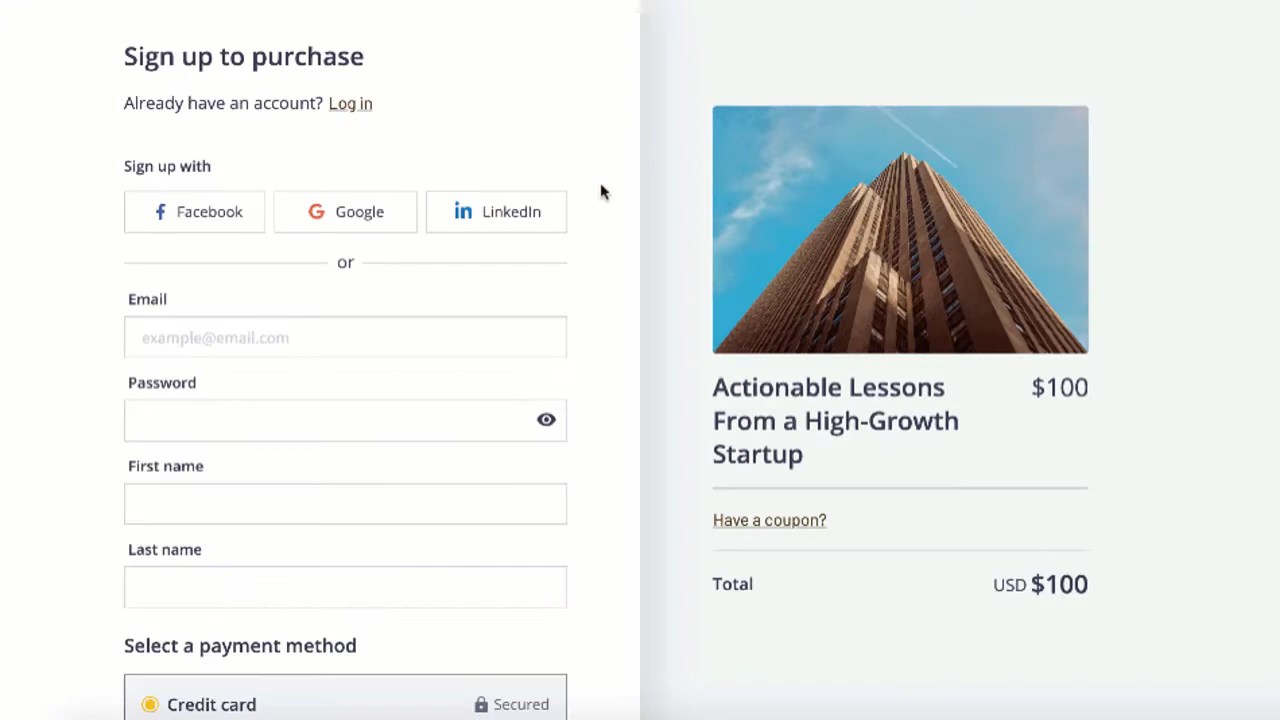 Sign up to purchase
Already have an account? Log in
Sign up with
Facebook
Google
LinkedIn
or
Email
example@email.com
Password
First name
Last name
Select a payment method
Credit card
Secured
Actionable Lessons
From a High-Growth
Startup
$100
Have a coupon?
Total
USD $100